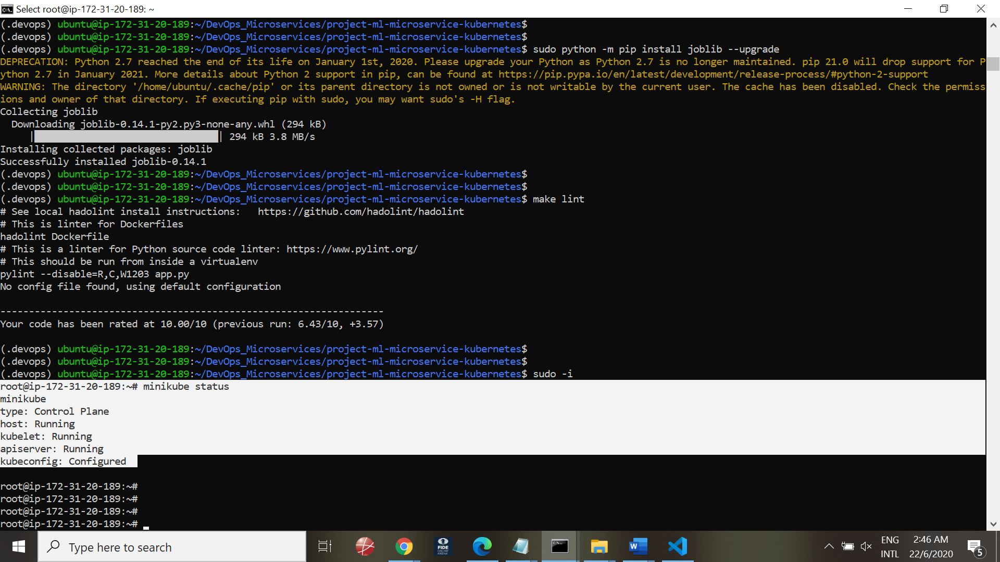 Select root@ip-172-31-20-189: ~
(.devops) ubuntu@ip-172-31-20-189:~/DevOps_Microservices/project-ml-microservice-kubernetes$
(.devops) ubuntu@ip-172-31-20-189:~/DevOps_Microservices/project-ml-microservice-kubernetes$
(.devops) ubuntu@ip-172-31-20-189:~/DevOps_Microservices/project-ml-microservice-kubernetes$ sudo python -m pip install joblib --upgrade
DEPRECATION: Python 2.7 reached the end of its life on January 1st, 2020. Please upgrade your Python as Python 2.7 is no longer maintained. pip 21.0 will drop support for P
ython 2.7 in January 2021. More details about Python 2 support in pip, can be found at https://pip.pypa.io/en/latest/development/release-process/#python-2-support
WARNING: The directory '/home/ubuntu/.cache/pip' or its parent directory is not owned or is not writable by the current user. The cache has been disabled. Check the permiss
ions and owner of that directory. If executing pip with sudo, you may want sudo's -H flag.
Collecting joblib
  Downloading joblib-0.14.1-py2.py3-none-any.whl (294 kB)
| | 294 kB 3.8 MB/s
Installing collected packages: joblib
Successfully installed joblib-0.14.1
(.devops) ubuntu@ip-172-31-20-189:~/DevOps_Microservices/project-ml-microservice-kubernetes$
(.devops) ubuntu@ip-172-31-20-189:~/DevOps_Microservices/project-ml-microservice-kubernetes$
(.devops) ubuntu@ip-172-31-20-189:~/DevOps_Microservices/project-ml-microservice-kubernetes$ make lint
# See local hadolint install instructions:   https://github.com/hadolint/hadolint
# This is linter for Dockerfiles
hadolint Dockerfile
# This is a linter for Python source code linter: https://www.pylint.org/
# This should be run from inside a virtualenv
pylint --disable=R,C,W1203 app.py
No config file found, using default configuration
-------------------------------------------------------------------
Your code has been rated at 10.00/10 (previous run: 6.43/10, +3.57)
(.devops) ubuntu@ip-172-31-20-189:~/DevOps_Microservices/project-ml-microservice-kubernetes$
(.devops) ubuntu@ip-172-31-20-189:~/DevOps_Microservices/project-ml-microservice-kubernetes$
(.devops) ubuntu@ip-172-31-20-189:~/DevOps_Microservices/project-ml-microservice-kubernetes$ sudo -i
root@ip-172-31-20-189:~# minikube status
minikube
type: Control Plane
host: Running
kubelet: Running
apiserver: Running
kubeconfig: Configured
root@ip-172-31-20-189:~#
root@ip-172-31-20-189:~#
root@ip-172-31-20-189:~#
root@ip-172-31-20-189:~# _
Type here to search
FIDE
ONLINE
ARENA
W
ENG
INTL
2:46 AM
22/6/2020
5